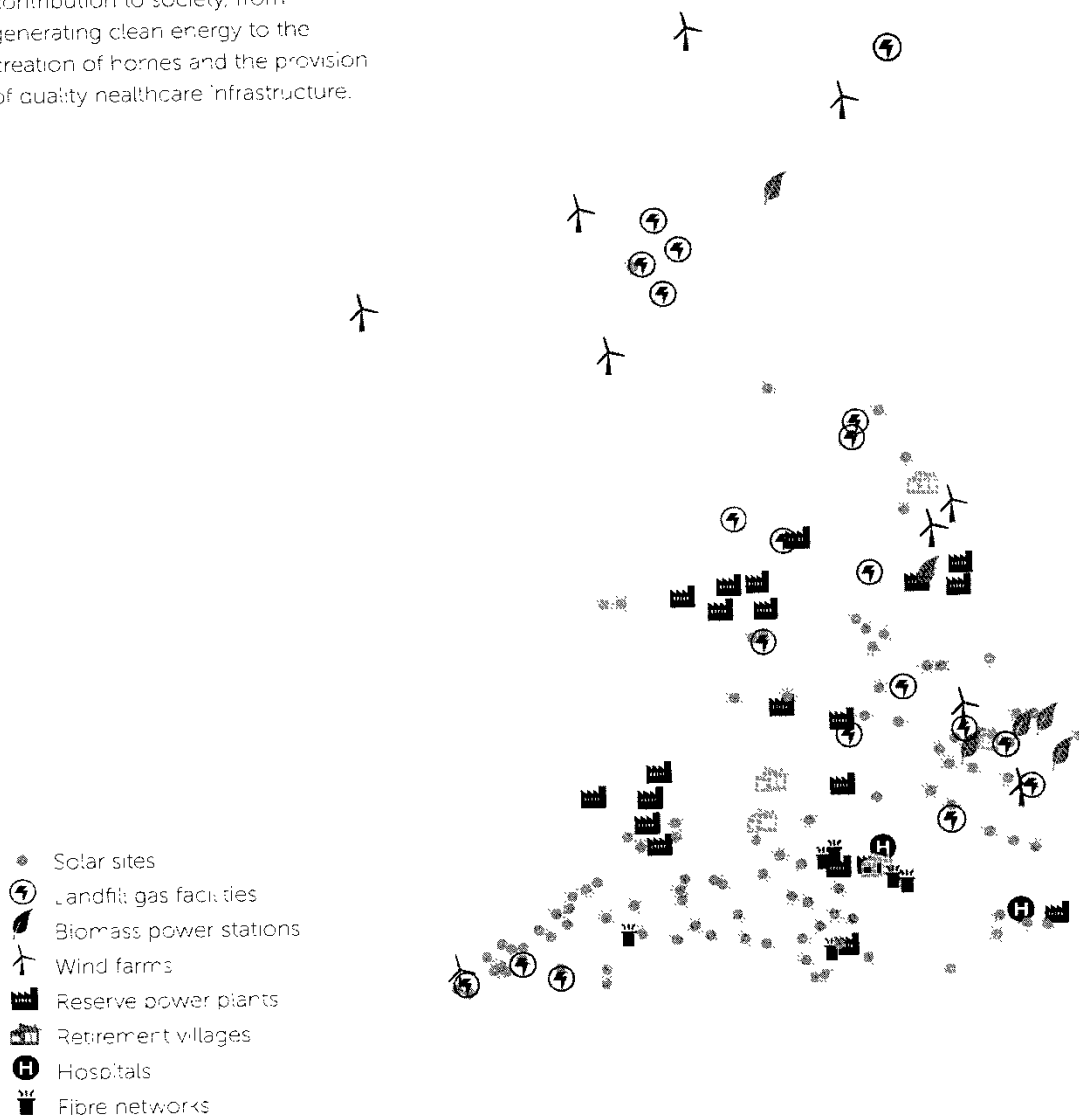 contribution to society, from
generating clean energy to the
creation of homes and the provision
of quality healthcare infrastructure.
Solar sites
Landfill gas facilities
Biomass power stations
Wind farms
Reserve power plants
Retirement villages
H Hospitals
Fibre networks
H
H